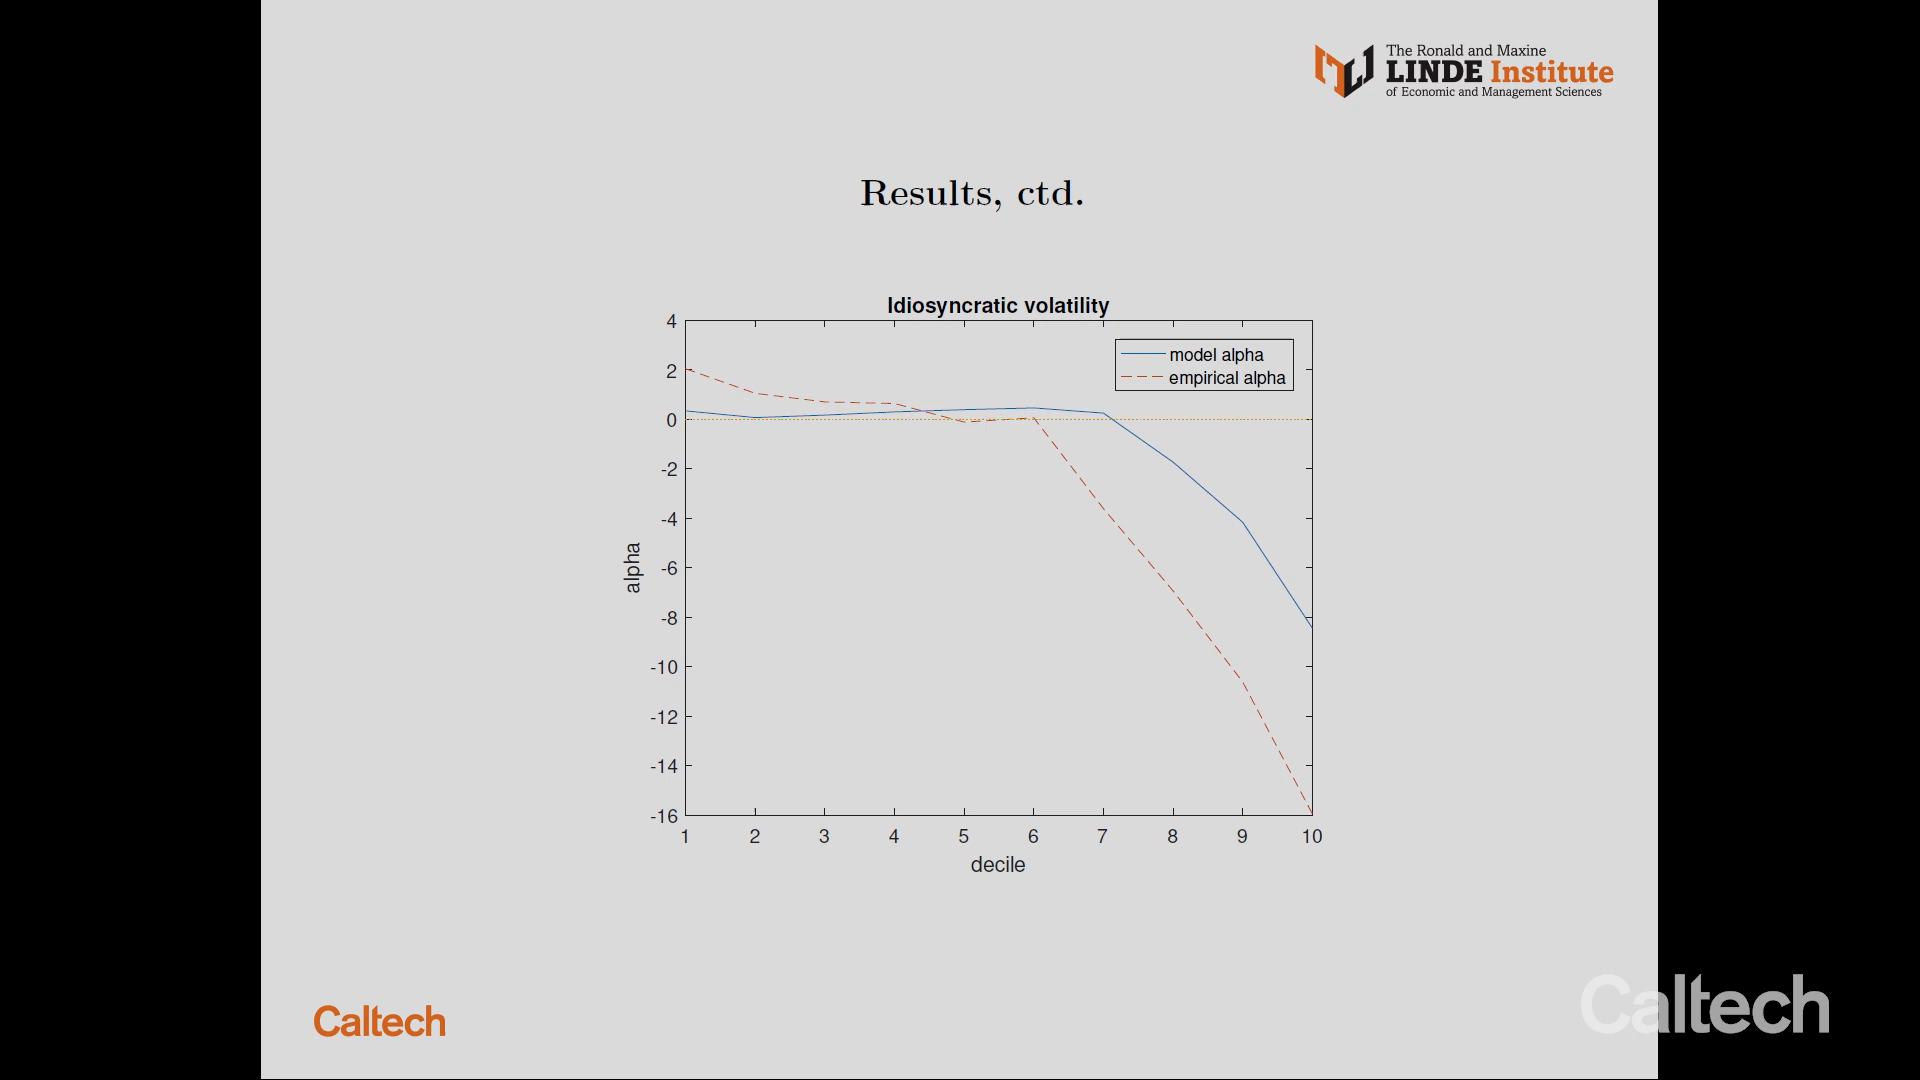 The Ronald and Maxine
LINDE Institute
of Economic and Management Sciences
Results, ctd.
Idiosyncratic volatility
model alpha
empirical alpha
4
2
0
-2
-4
-6
-8
-10
-12
-14
-16
alpha
1 2 3 4 5 6 7 8 9 10
decile
Caltech
Caltech